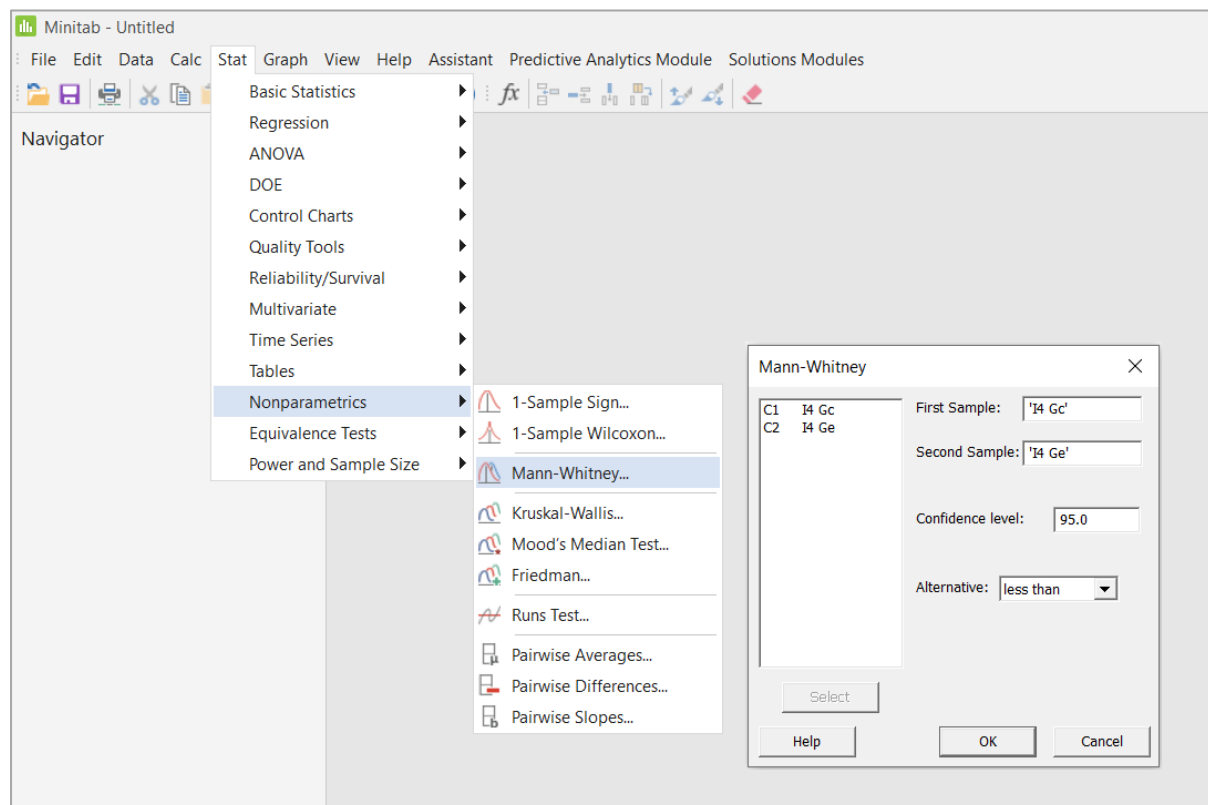 Minitab - Untitled
File Edit Data Calc Stat Graph View Help Assistant Predictive Analytics Module Solutions Modules
fx
Navigator
Basic Statistics
Regression
ANOVA
DOE
Control Charts
Quality Tools
Reliability/Survival
Multivariate
Time Series
Tables
Nonparametrics
Equivalence Tests
Power and Sample Size
1-Sample Sign...
1-Sample Wilcoxon...
Mann-Whitney...
Kruskal-Wallis...
Mood's Median Test...
Friedman...
Runs Test...
Pairwise Averages...
Pairwise Differences...
Pairwise Slopes...
Mann-Whitney
C1 I4 Gc
C2 I4 Ge
First Sample: 'I4 Gc'
Second Sample: 'I4 Ge'
Confidence level: 95.0
Alternative: less than
Select
Help OK Cancel